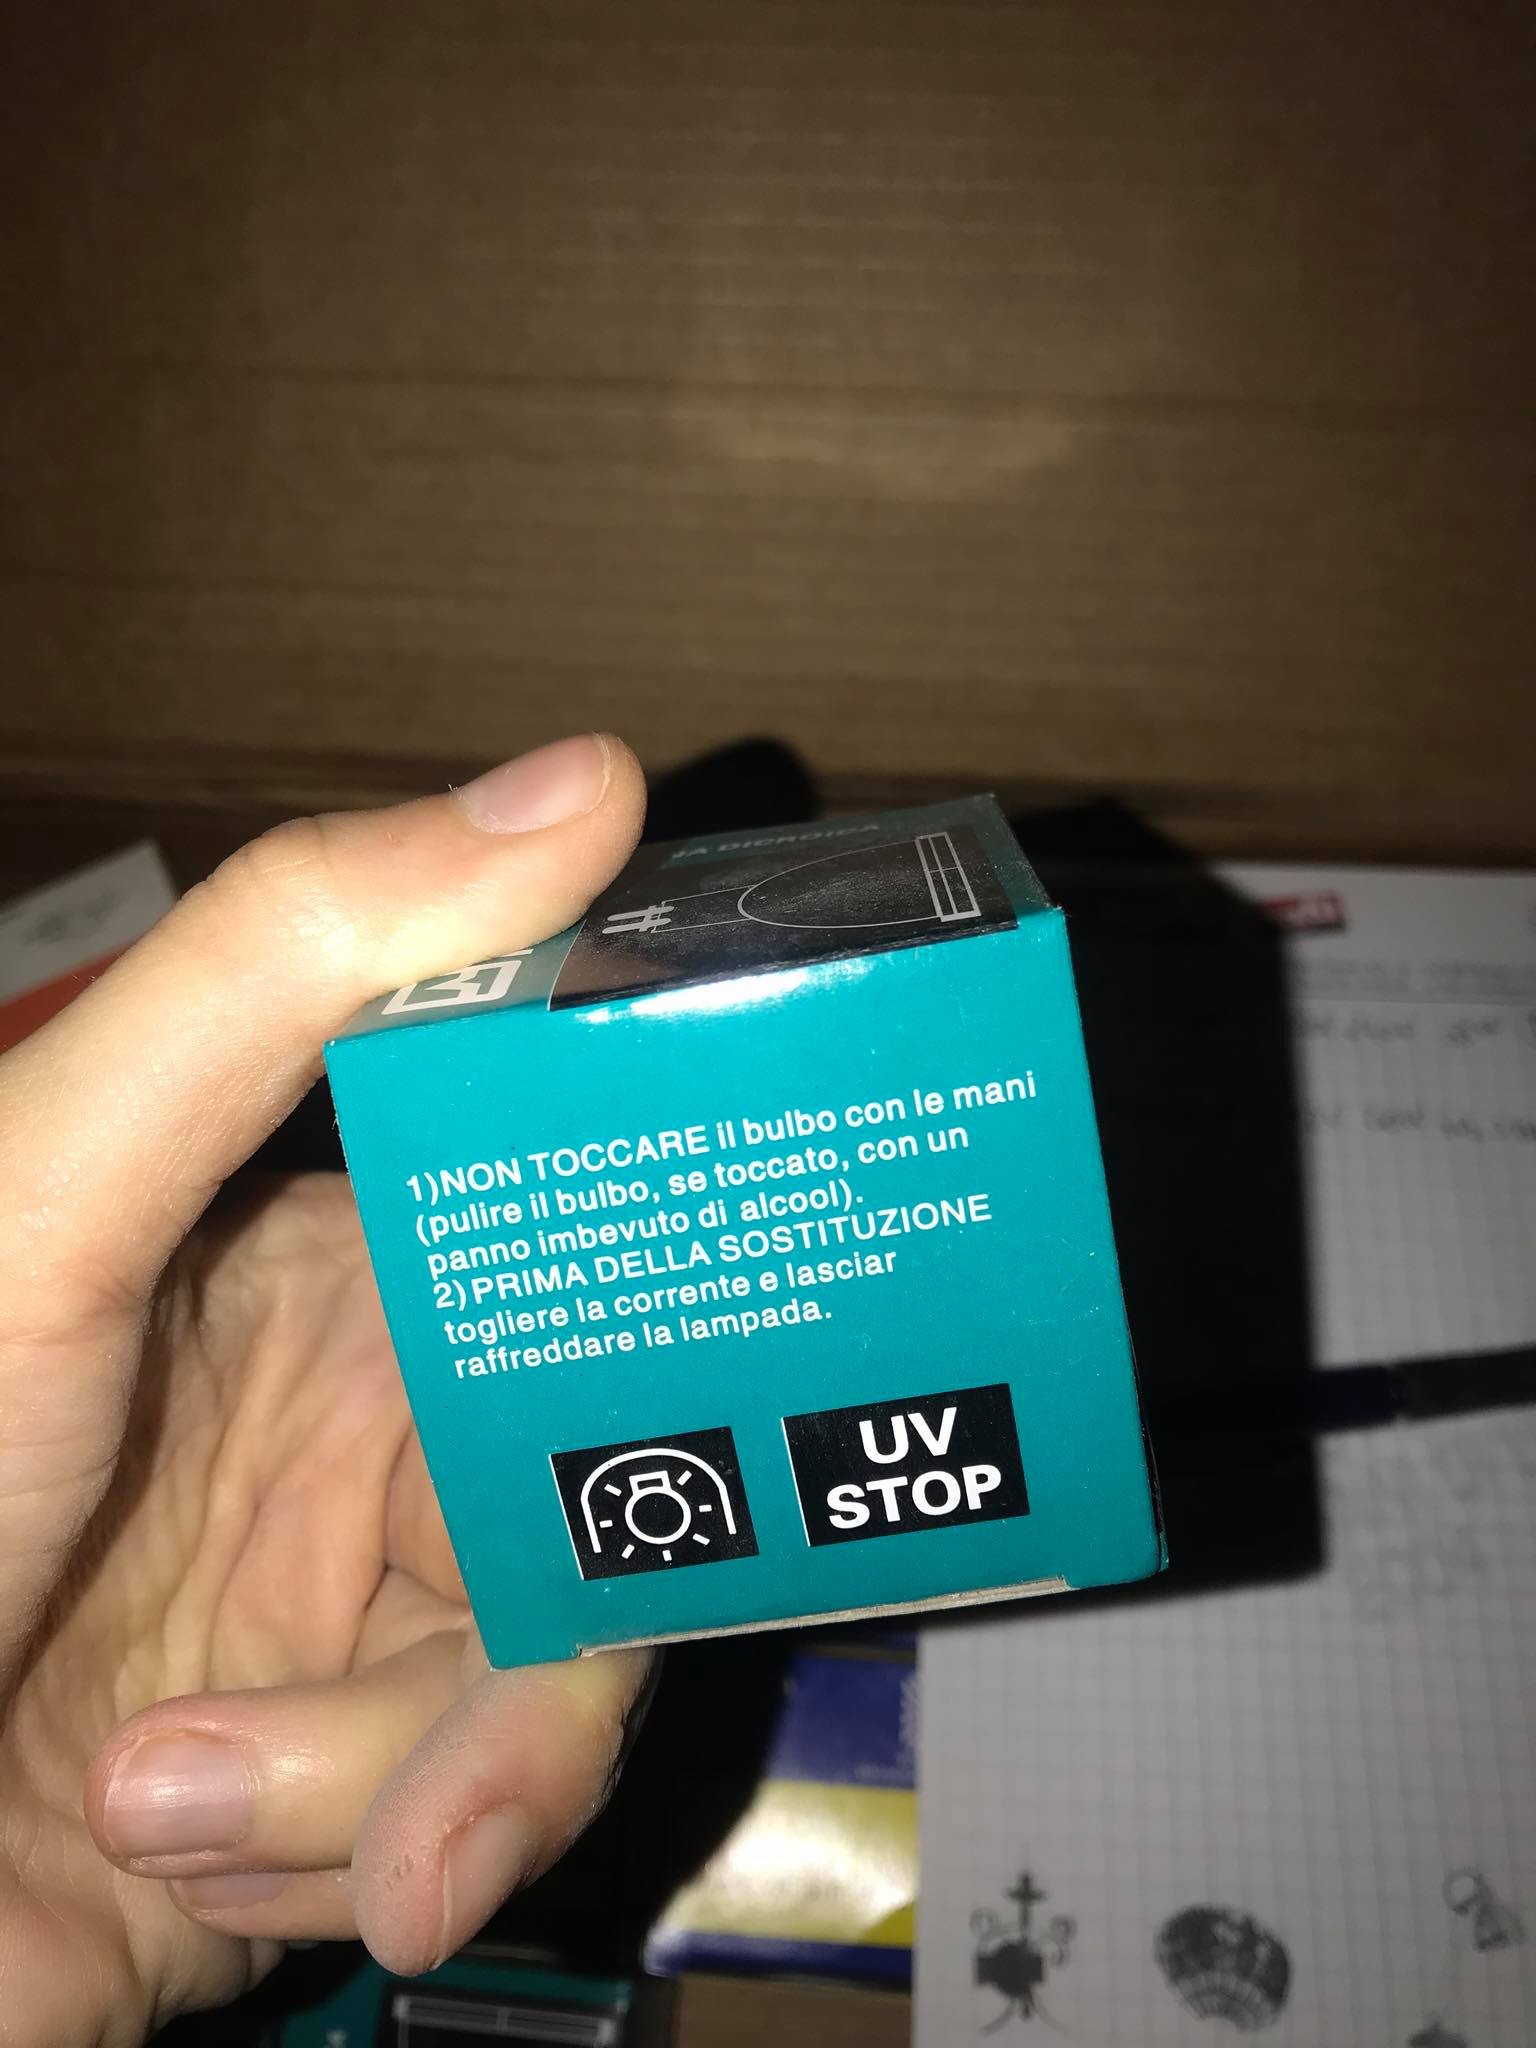 DICROICA
1)NON TOCCARE il bulbo con le mani
(pulire il bulbo, se toccato, con un
panno imbevuto di alcool).
2)PRIMA DELLA SOSTITUZIONE
togliere la corrente e lasciar
raffreddare la lampada.
UV
STOP